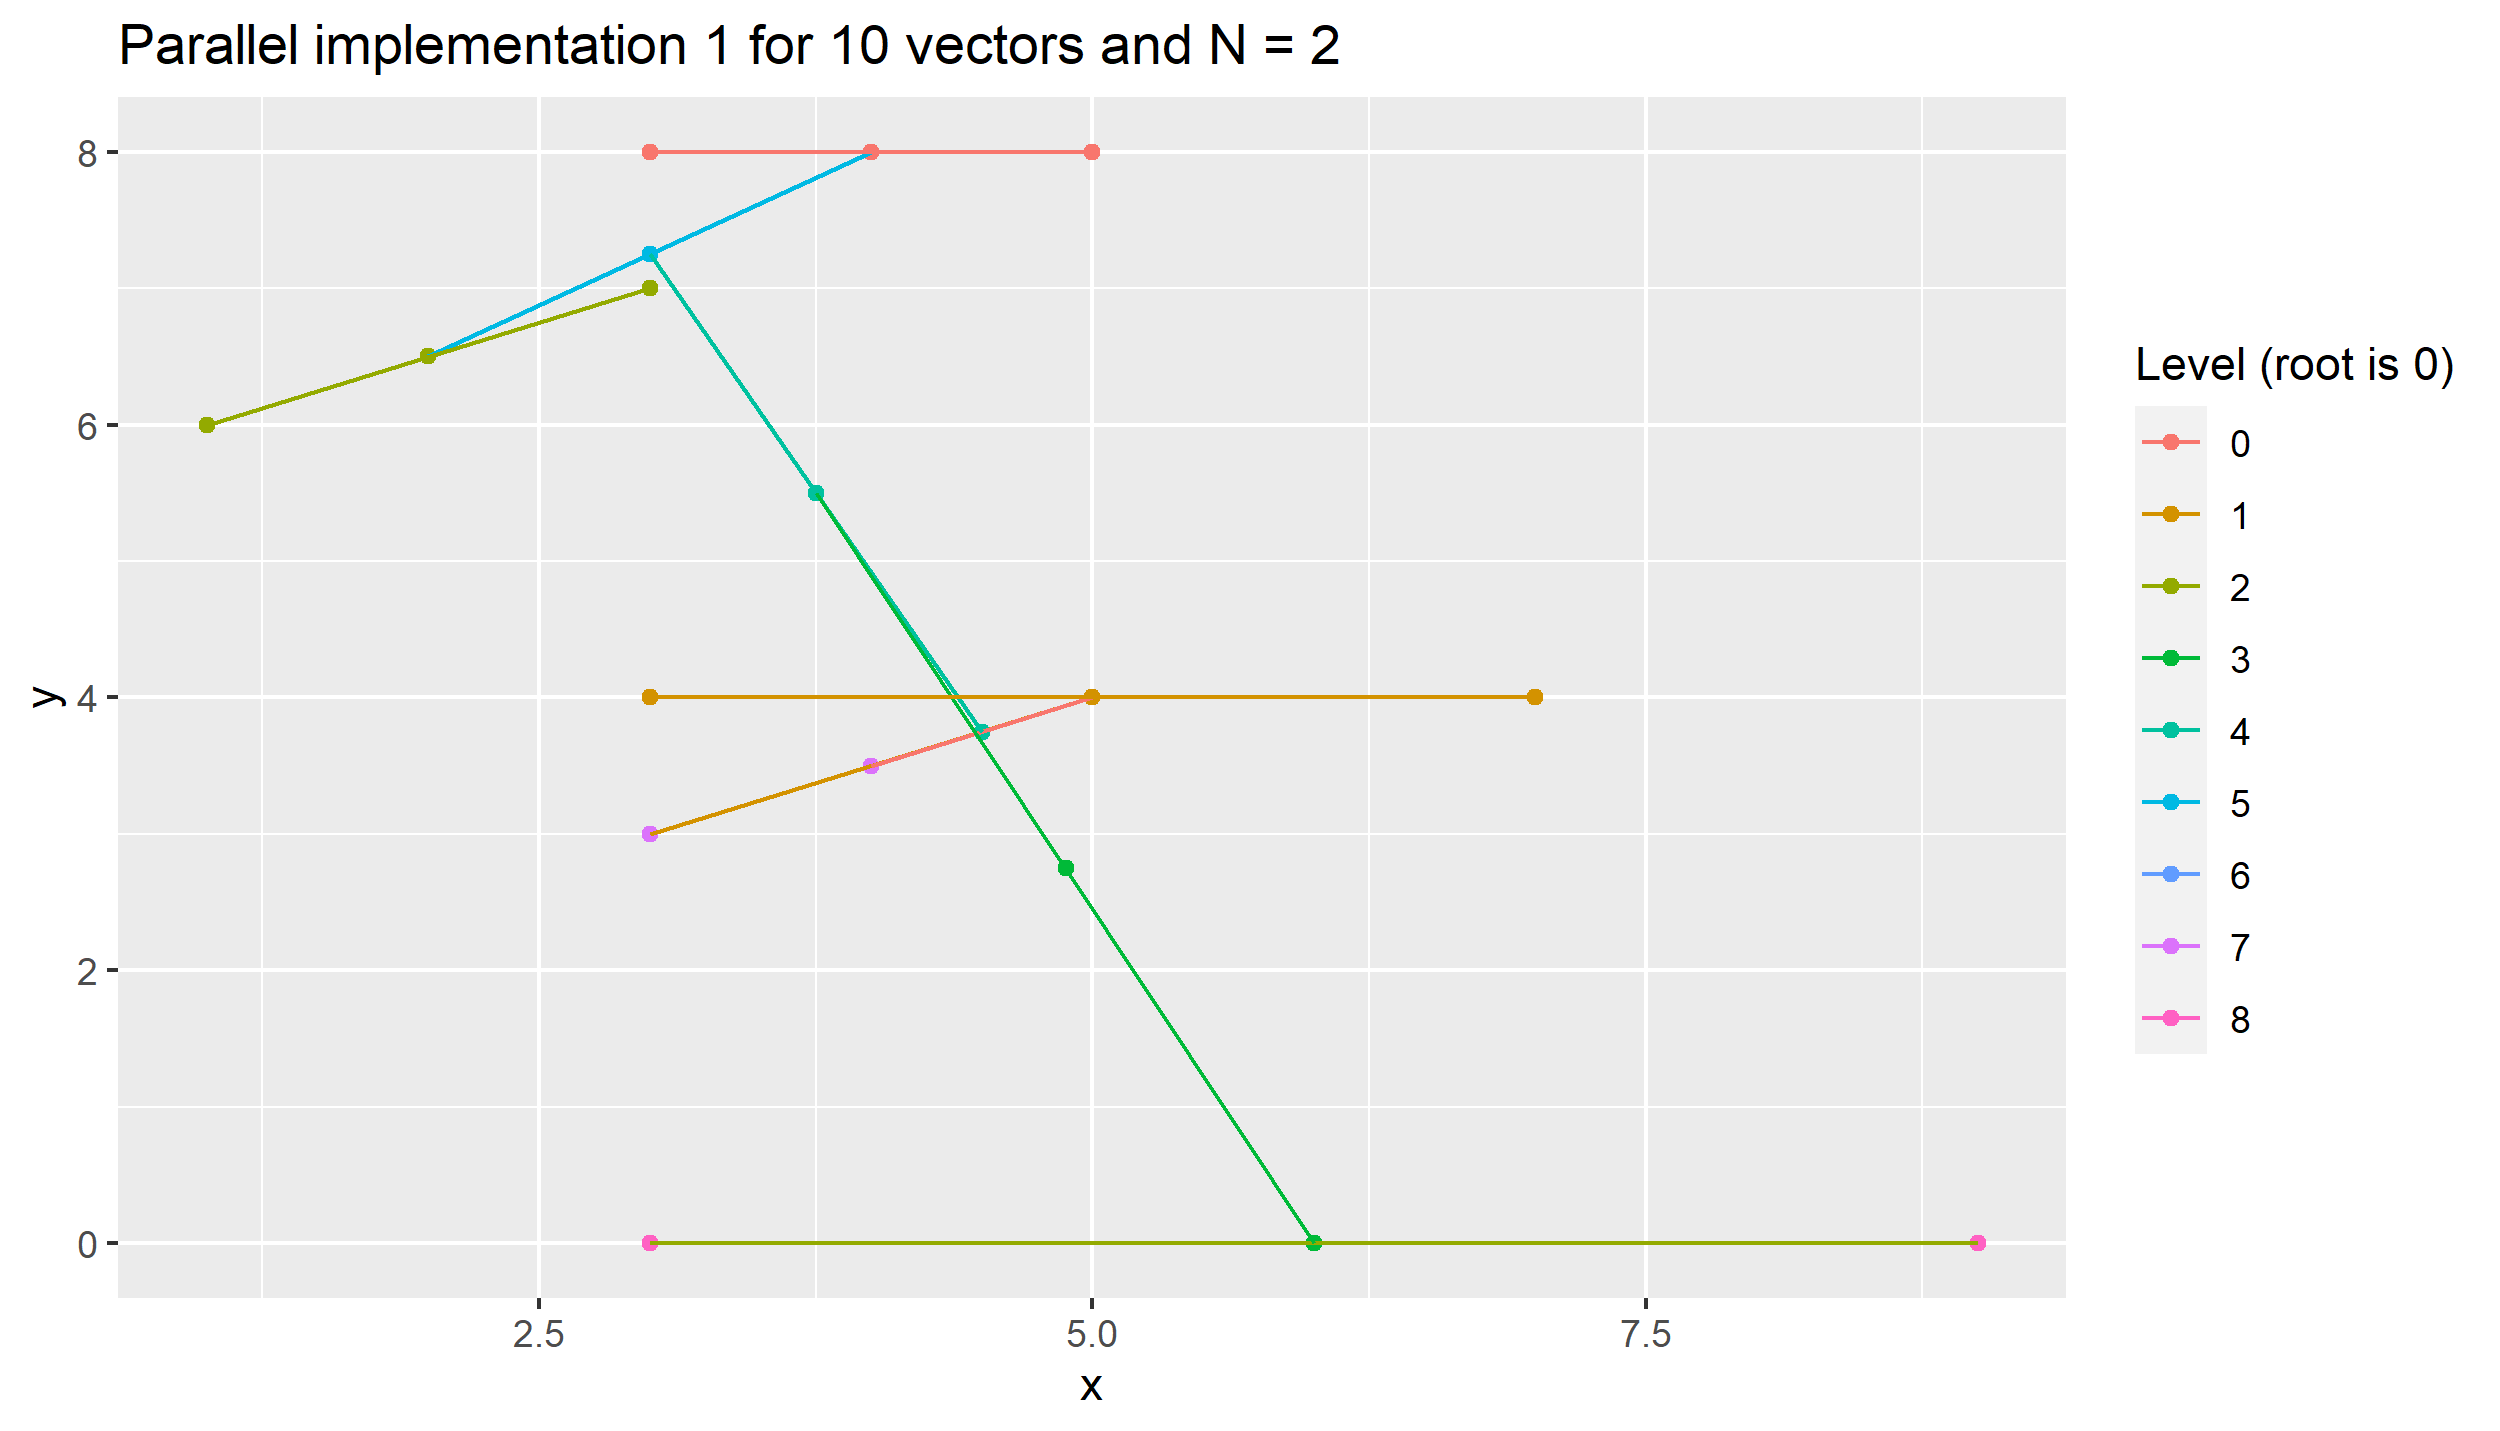 Parallel implementation 1 for 10 vectors and N = 2
8
6
4
2
0
y
2.5 5.0 7.5
x
Level (root is 0)
0
1
2
3
4
5
6
7
8